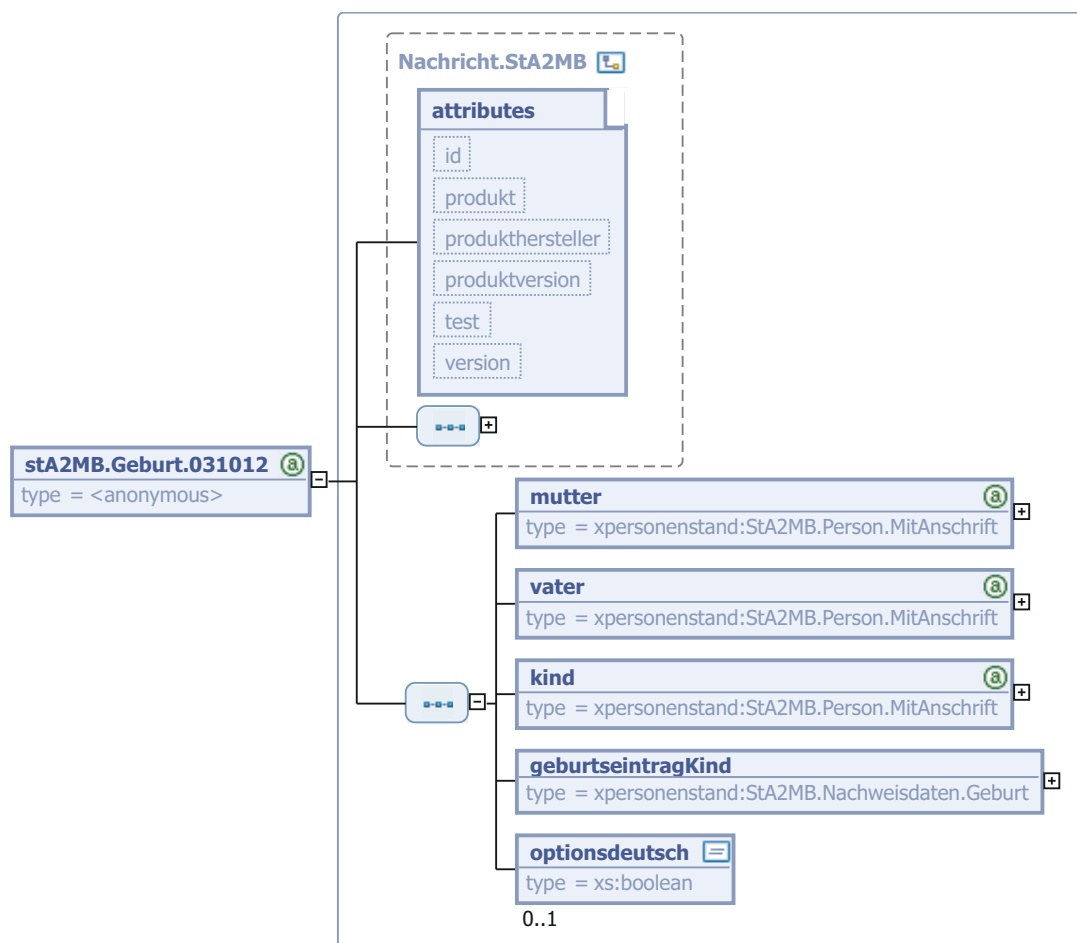 Nachricht.StA2MB
attributes
id
produkt
produkthersteller
produktversion
test
version
stA2MB.Geburt.031012
type = <anonymous>
mutter
type = xpersonenstand:StA2MB.Person.MitAnschrift
vater
type = xpersonenstand:StA2MB.Person.MitAnschrift
kind
type = xpersonenstand:StA2MB.Person.MitAnschrift
geburtseintragKind
type = xpersonenstand:StA2MB.Nachweisdaten.Geburt
optionsdeutsch
type = xs:boolean
0..1